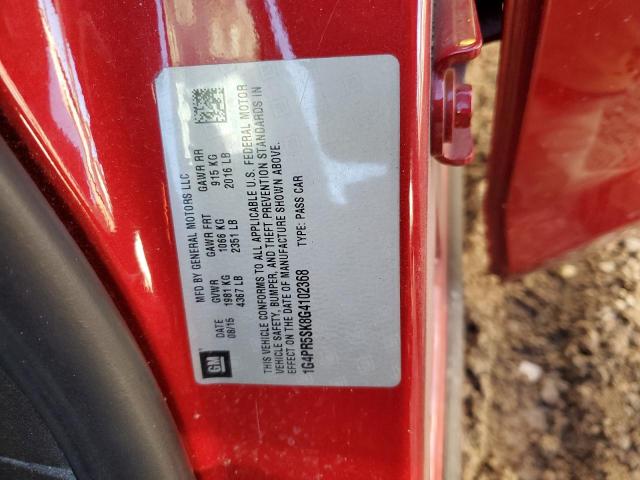 GM
MFD BY GENERAL MOTORS LLC
DATE GVWR GAWR FRT GAWR RR
08/15 1981 KG 1066 KG 915 KG
4367 LB 2351 LB 2016 LB
THIS VEHICLE CONFORMS TO ALL APPLICABLE U.S. FEDERAL MOTOR
VEHICLE SAFETY, BUMPER, AND THEFT PREVENTION STANDARDS IN
EFFECT ON THE DATE OF MANUFACTURE SHOWN ABOVE.
1G4PR5SK8G4102368 TYPE: PASS CAR